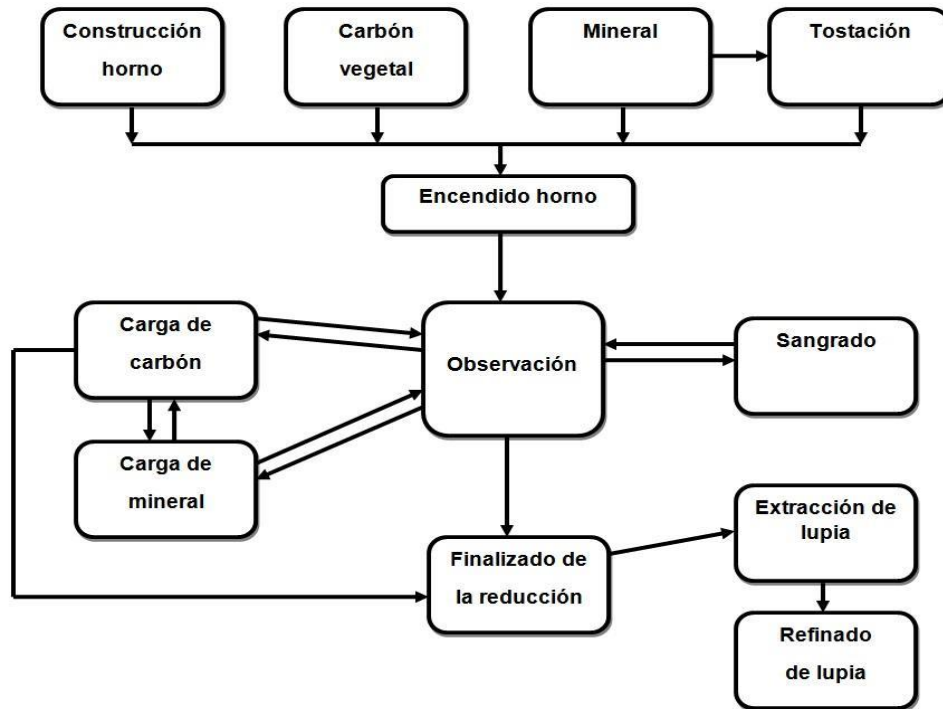 Construcción
horno
Carbón
vegetal
Mineral
Tostación
Encendido horno
Carga de
carbón
Observación
Sangrado
Carga de
mineral
Extracción de
lupia
Finalizado de
la reducción
Refinado
de lupia